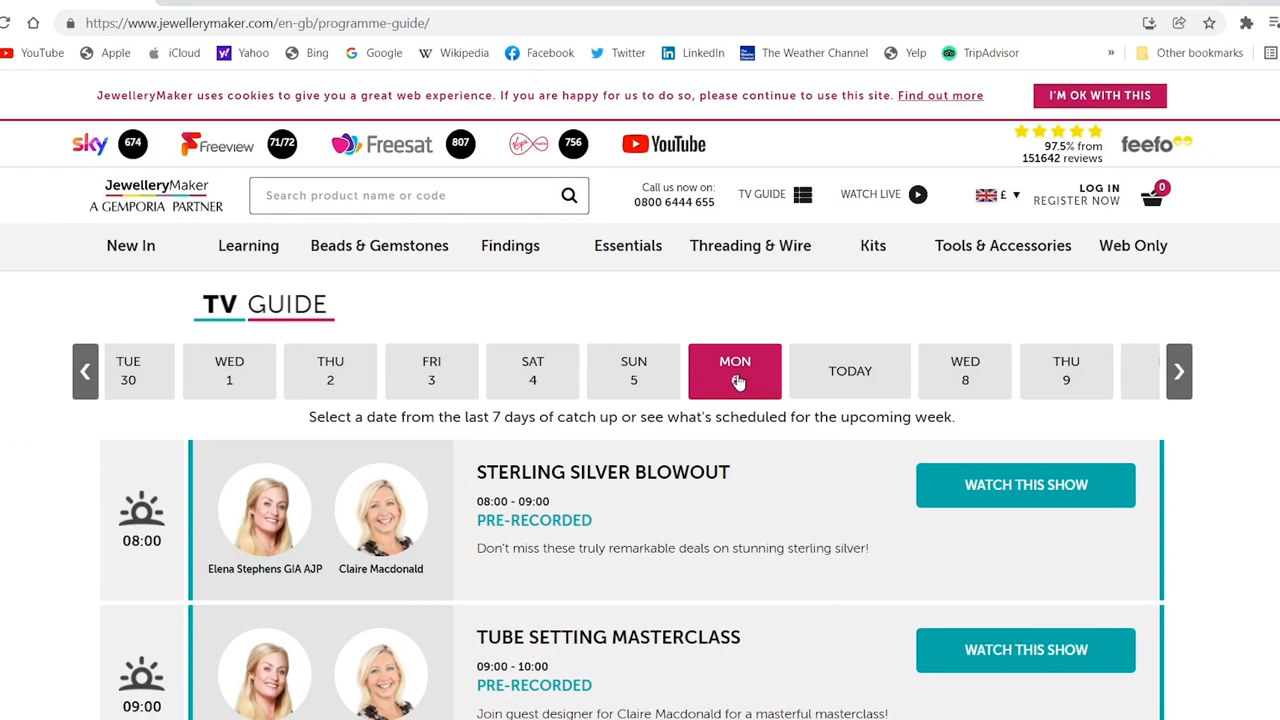 https://www.jewellerymaker.com/en-gb/programme-guide/
YouTube Apple iCloud Yahoo Bing Google Wikipedia Facebook Twitter LinkedIn The Weather Channel Yelp TripAdvisor » Other bookmarks
JewelleryMaker uses cookies to give you a great web experience. If you are happy for us to do so, please continue to use this site. Find out more
I'M OK WITH THIS
sky 674 Freeview 71/72 Freesat 807 756 YouTube
97.5% from
151642 reviews
feefo
JewelleryMaker
A GEMPORIA PARTNER
Search product name or code
Call us now on:
0800 6444 655
TV GUIDE
WATCH LIVE
£ ▼
LOG IN
REGISTER NOW
0
New In Learning Beads & Gemstones Findings Essentials Threading & Wire Kits Tools & Accessories Web Only
TV GUIDE
TUE WED THU FRI SAT SUN MON TODAY WED THU
30 1 2 3 4 5 8 9
Select a date from the last 7 days of catch up or see what's scheduled for the upcoming week.
08:00
Elena Stephens GIA AJP
Claire Macdonald
STERLING SILVER BLOWOUT
08:00 - 09:00
PRE-RECORDED
Don't miss these truly remarkable deals on stunning sterling silver!
WATCH THIS SHOW
09:00
TUBE SETTING MASTERCLASS
09:00 - 10:00
PRE-RECORDED
Join guest designer for Claire Macdonald for a masterful masterclass!
WATCH THIS SHOW